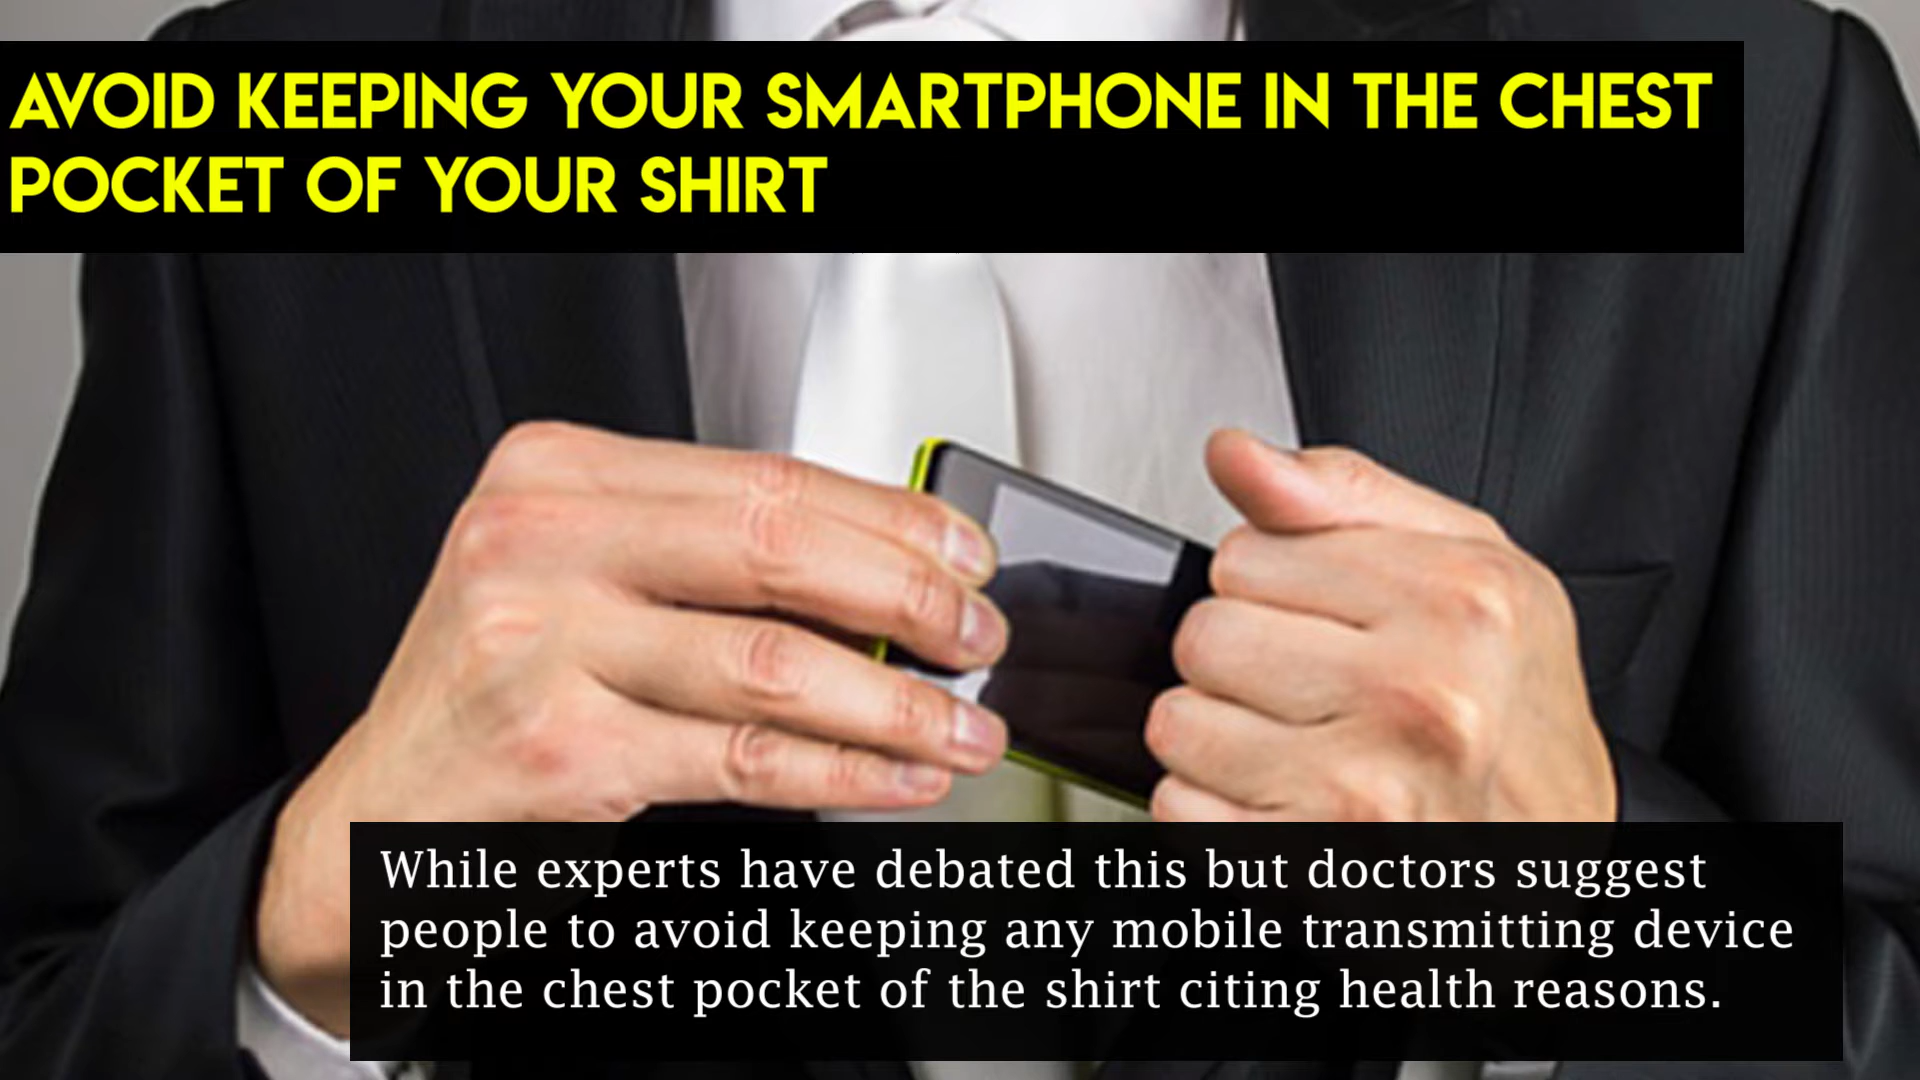 AVOID KEEPING YOUR SMARTPHONE IN THE CHEST
POCKET OF YOUR SHIRT
While experts have debated this but doctors suggest
people to avoid keeping any mobile transmitting device
in the chest pocket of the shirt citing health reasons.